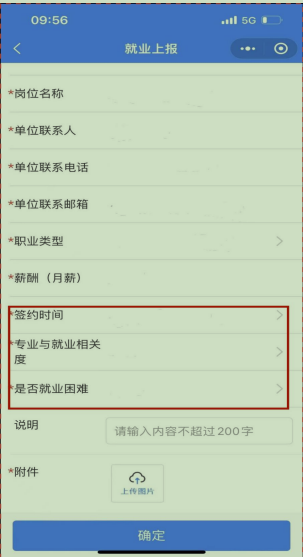 09:56
5G
就业上报
*岗位名称
*单位联系人
*单位联系电话
*单位联系邮箱
*职业类型
*薪酬（月薪）
*签约时间
*专业与就业相关
度
*是否就业困难
说明
请输入内容不超过200字
*附件
上传图片
确定